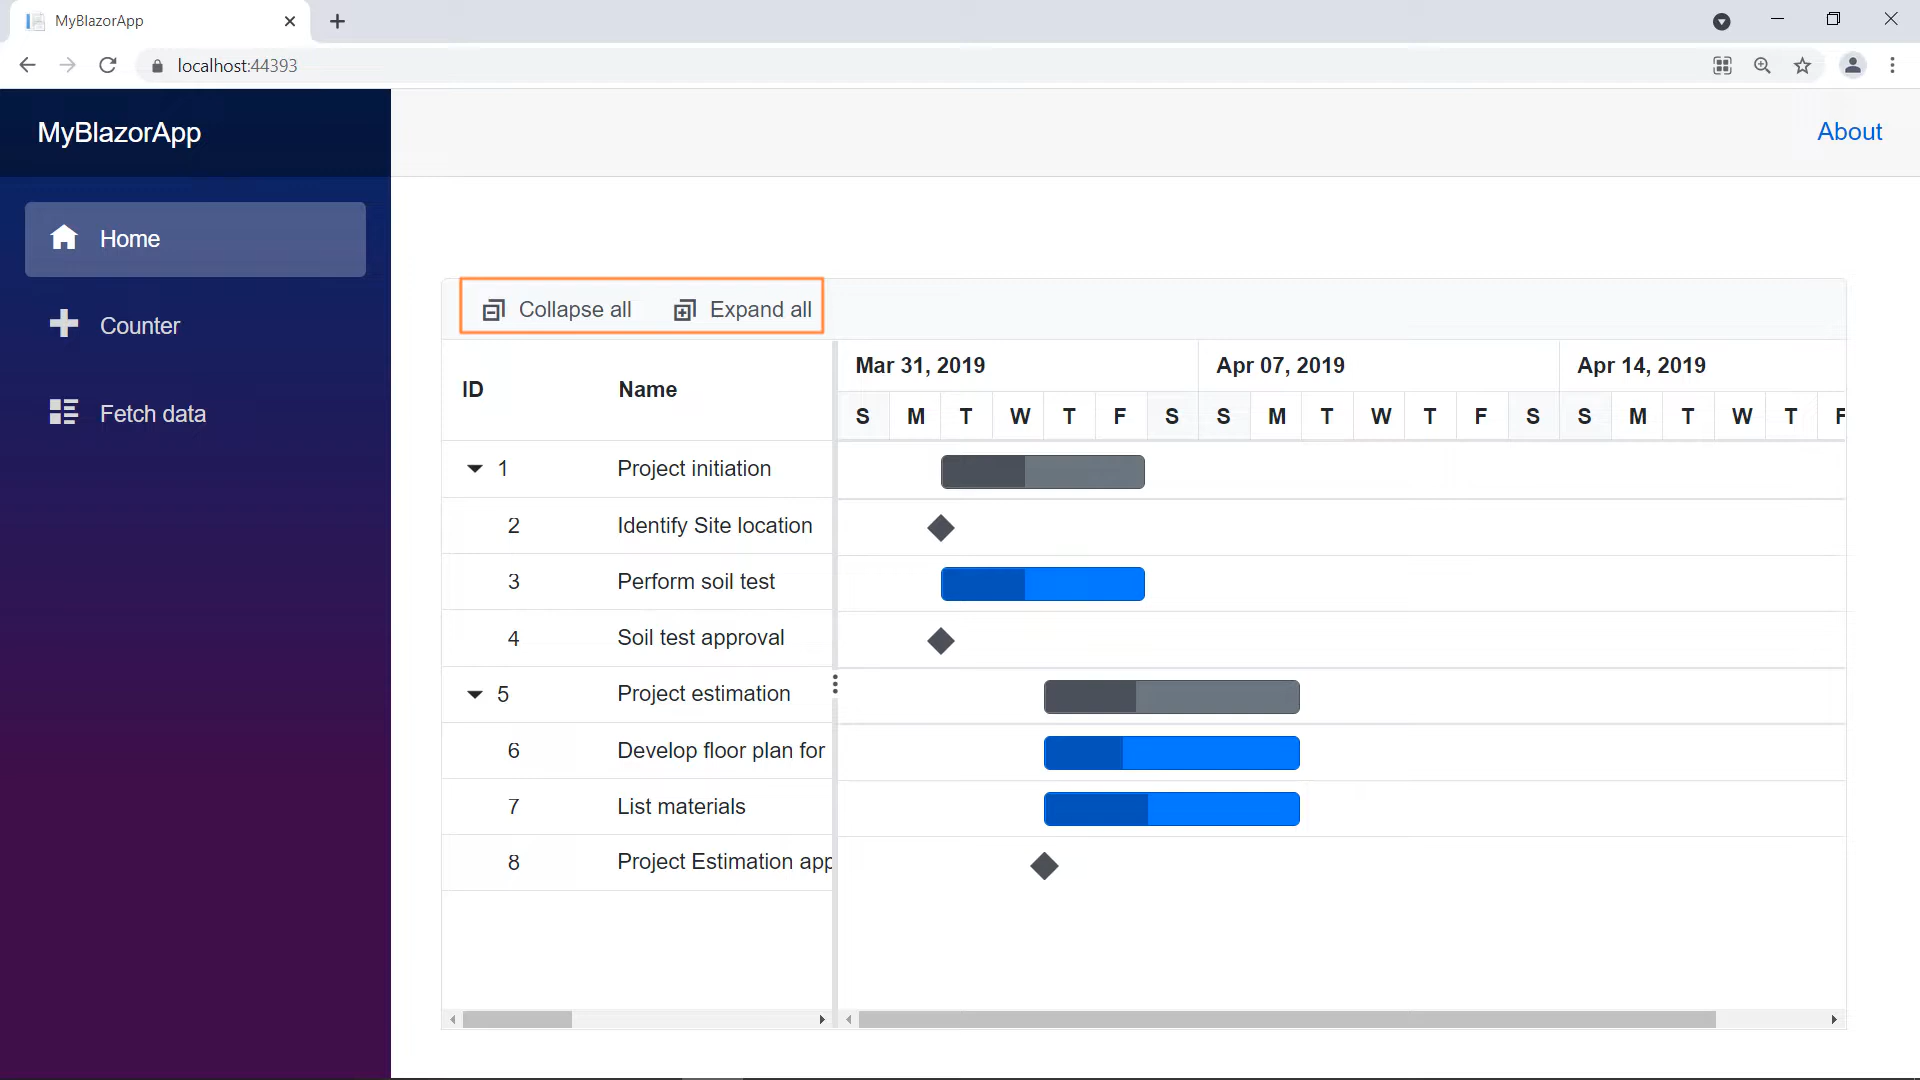 MyBlazorApp
localhost:44393
MyBlazorApp
About
Home
Counter
Fetch data
Collapse all Expand all
ID Name
Mar 31, 2019 Apr 07, 2019 Apr 14, 2019
S M T W T F S S M T W T F S S M T W T F
1 Project initiation
2 Identify Site location
3 Perform soil test
4 Soil test approval
5 Project estimation
6 Develop floor plan for
7 List materials
8 Project Estimation app